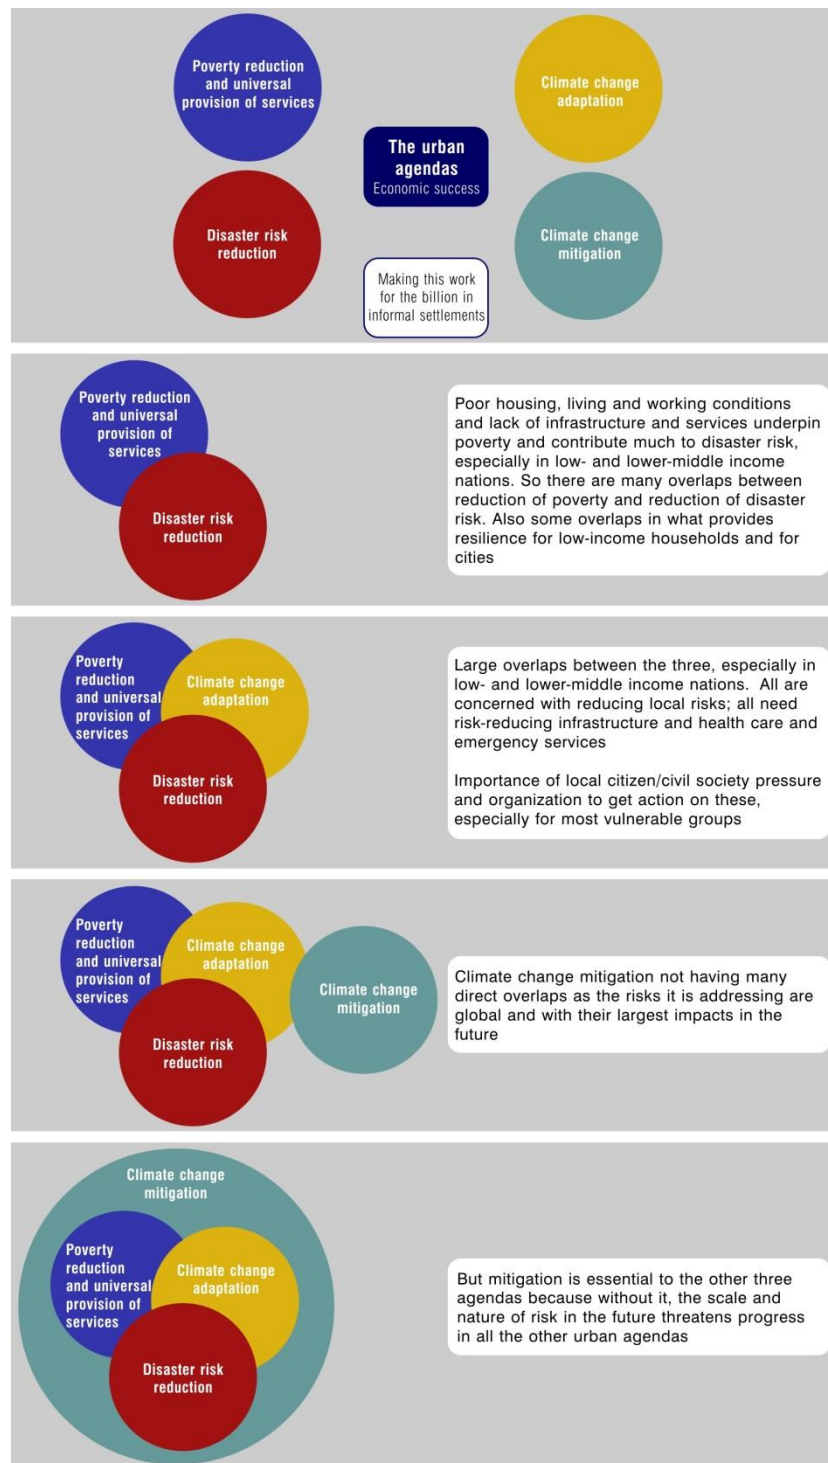 Poverty reduction
and universal
provision of services
Climate change
adaptation
The urban
agendas
Economic success
Disaster risk
reduction
Climate change
mitigation
Making this work
for the billion in
informal settlements
Poverty reduction
and universal
provision of
services
Disaster risk
reduction
Poor housing, living and working conditions
and lack of infrastructure and services underpin
poverty and contribute much to disaster risk,
especially in low- and lower-middle income
nations. So there are many overlaps between
reduction of poverty and reduction of disaster
risk. Also some overlaps in what provides
resilience for low-income households and for
cities
Poverty
reduction
and universal
provision of
services
Climate change
adaptation
Disaster risk
reduction
Large overlaps between the three, especially in
low- and lower-middle income nations. All are
concerned with reducing local risks; all need
risk-reducing infrastructure and health care and
emergency services
Importance of local citizen/civil society pressure
and organization to get action on these,
especially for most vulnerable groups
Poverty
reduction
and universal
provision of
services
Climate change
adaptation
Disaster risk
reduction
Climate change
mitigation
Climate change mitigation not having many
direct overlaps as the risks it is addressing are
global and with their largest impacts in the
future
Climate change
mitigation
Poverty
reduction
and universal
provision of
services
Climate change
adaptation
Disaster risk
reduction
But mitigation is essential to the other three
agendas because without it, the scale and
nature of risk in the future threatens progress
in all the other urban agendas